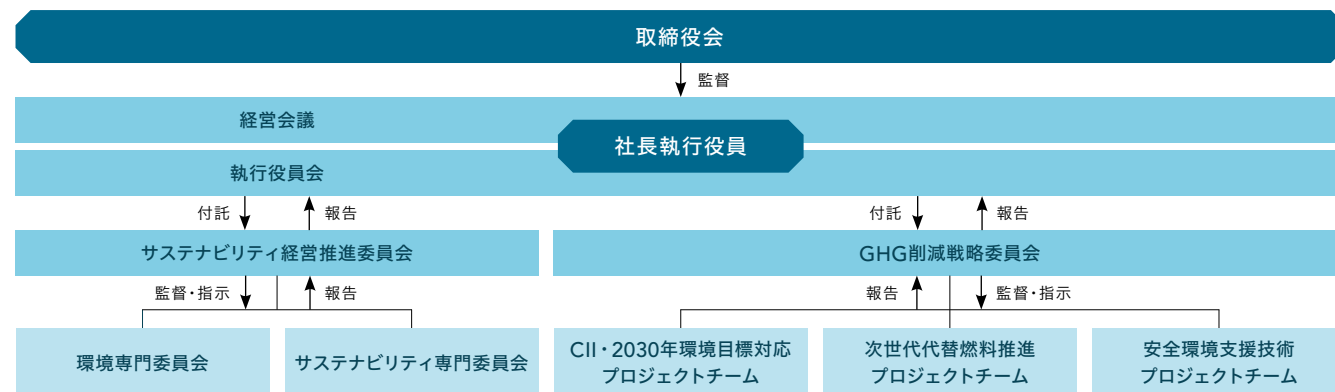 取締役会
監督
経営会議
社長執行役員
執行役員会
付託
報告
付託
報告
サステナビリティ経営推進委員会
GHG削減戦略委員会
監督・指示
報告
報告
監督・指示
環境専門委員会
サステナビリティ専門委員会
CII・2030年環境目標対応
プロジェクトチーム
次世代代替燃料推進
プロジェクトチーム
安全環境支援技術
プロジェクトチーム